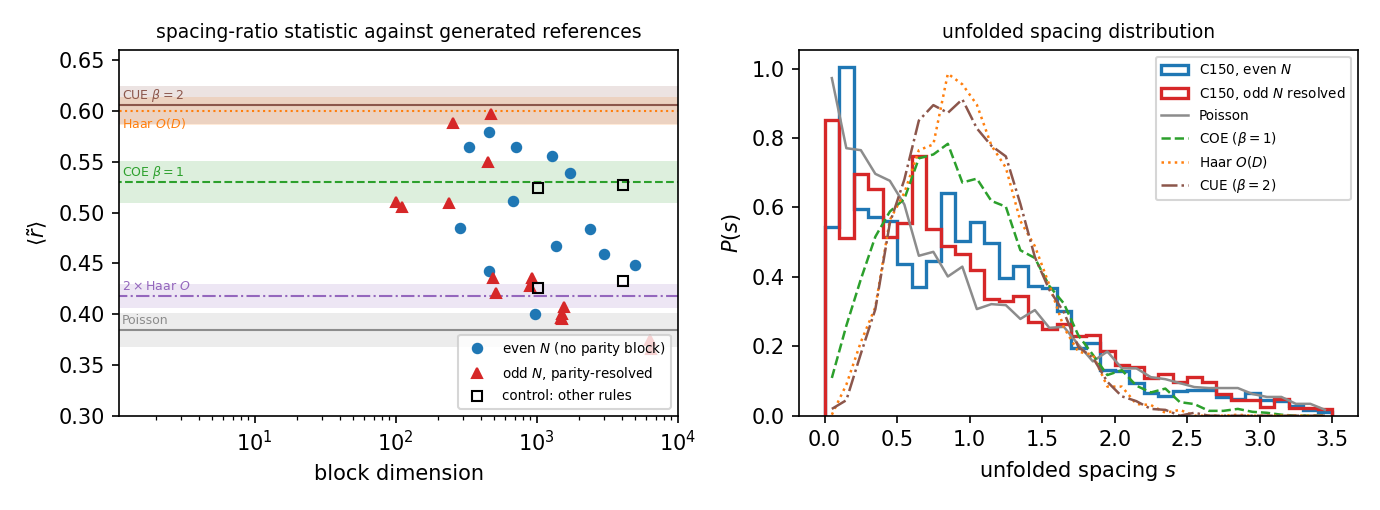 spacing-ratio statistic against generated references
0.65
0.60
0.55
0.50
0.45
0.40
0.35
0.30
⟨r̃⟩
CUE β = 2
Haar O(D)
COE β = 1
2 × Haar O
Poisson
even N (no parity block)
odd N, parity-resolved
control: other rules
10¹
10²
10³
10⁴
block dimension
unfolded spacing distribution
1.0
0.8
0.6
0.4
0.2
0.0
P(s)
C150, even N
C150, odd N resolved
Poisson
COE (β = 1)
Haar O(D)
CUE (β = 2)
0.0
0.5
1.0
1.5
2.0
2.5
3.0
3.5
unfolded spacing s